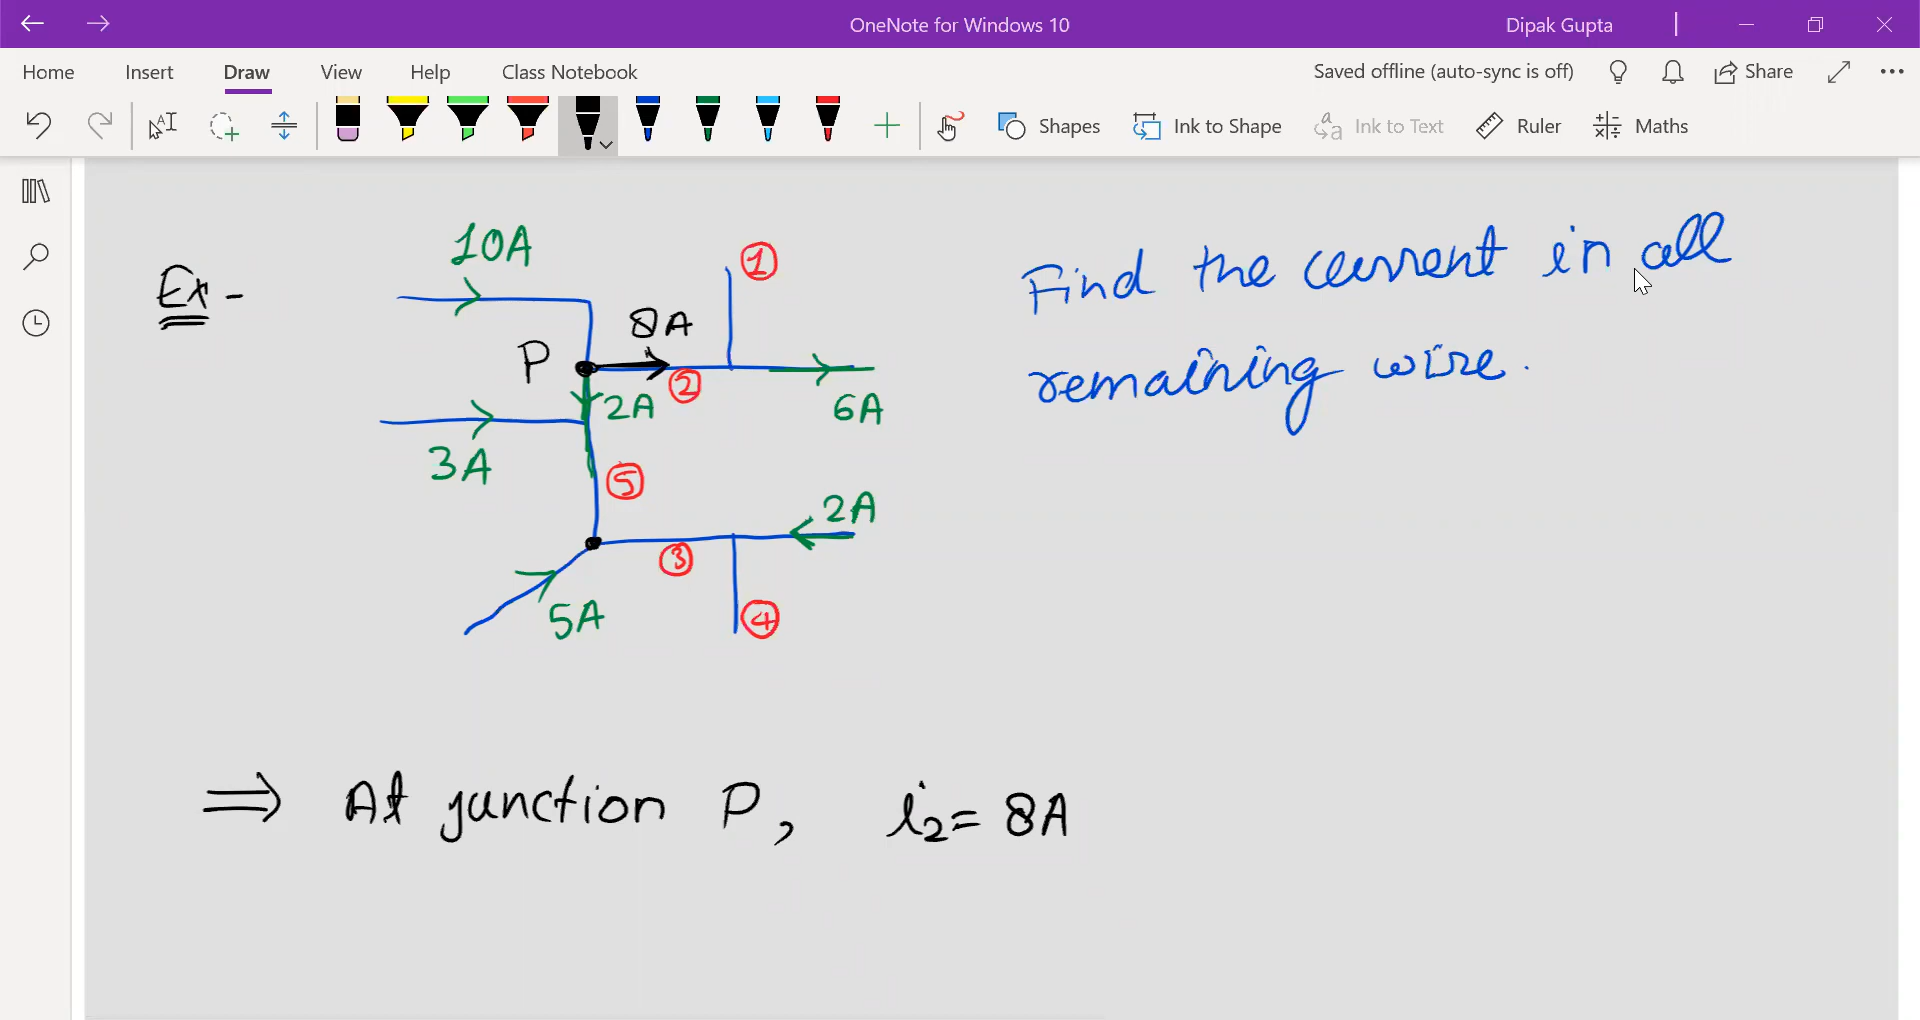 OneNote for Windows 10
Dipak Gupta
Home Insert Draw View Help Class Notebook
Saved offline (auto-sync is off) Share
Shapes Ink to Shape Ink to Text Ruler Maths
Ex -
10A
①
8A
P
②
2A
6A
3A
⑤
2A
③
5A
④
Find the current in all
remaining wire.
⇒ At junction P, i₂= 8A